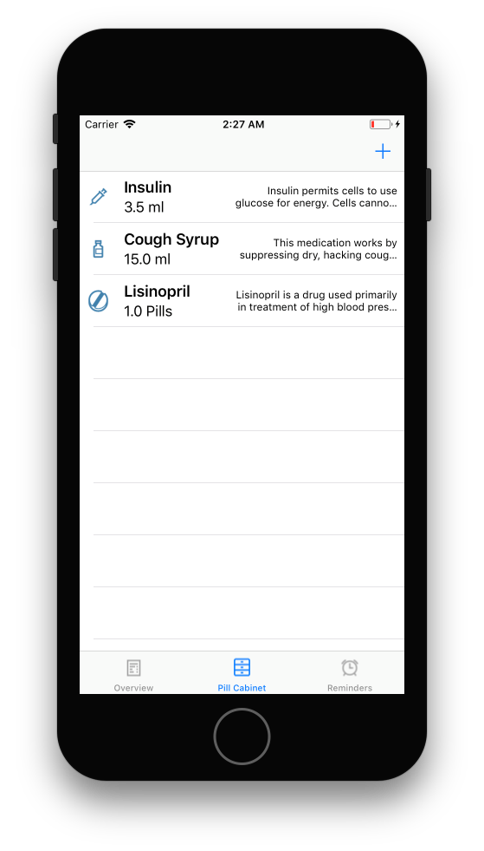 Carrier 2:27 AM
+
Insulin
3.5 ml
Insulin permits cells to use
glucose for energy. Cells canno...
Cough Syrup
15.0 ml
This medication works by
suppressing dry, hacking coug...
Lisinopril
1.0 Pills
Lisinopril is a drug used primarily
in treatment of high blood pres...
Overview Pill Cabinet Reminders